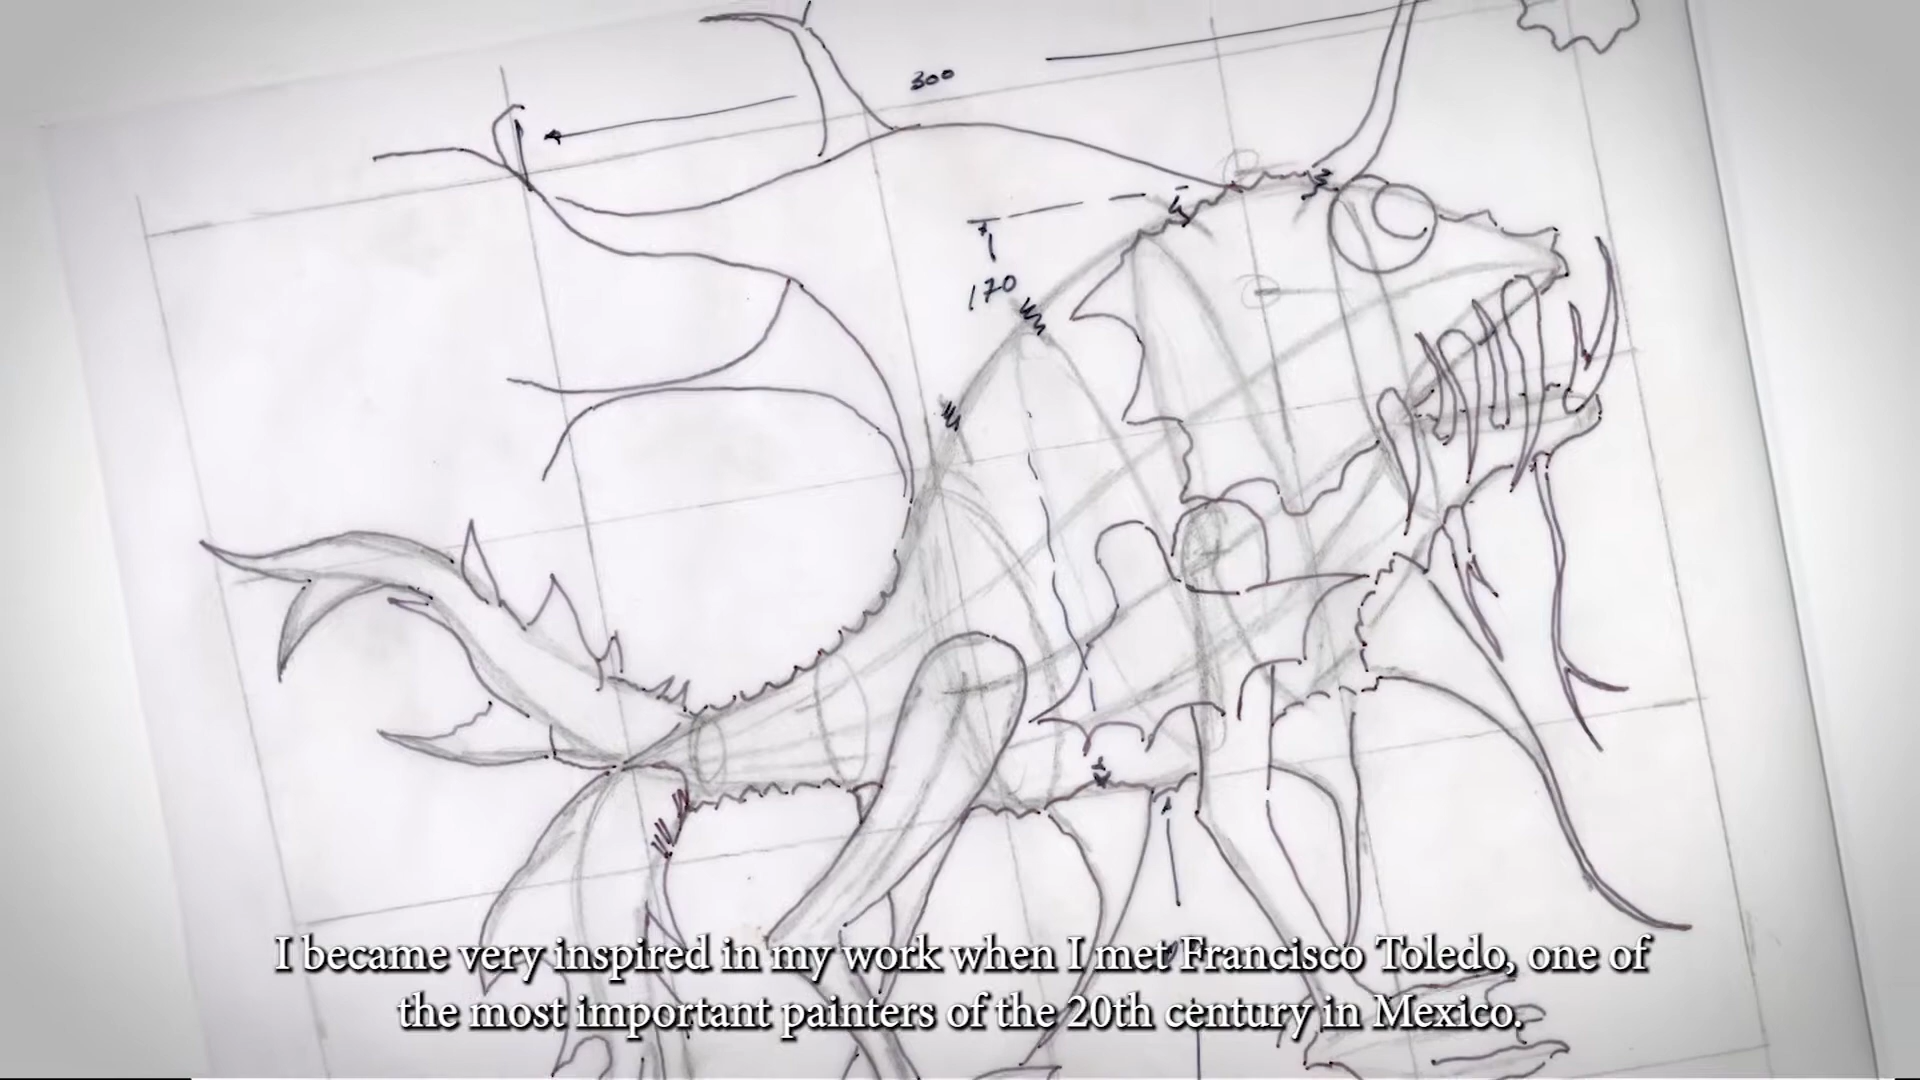 300
170
I became very inspired in my work when I met Francisco Toledo, one of
the most important painters of the 20th century in Mexico.